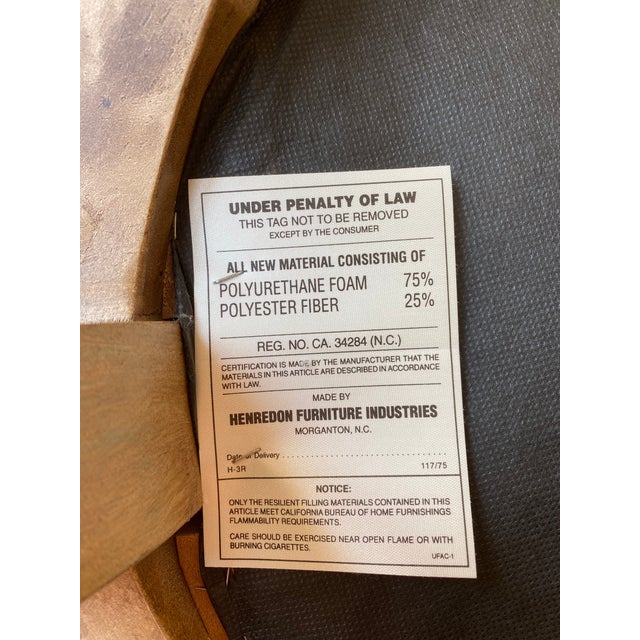 UNDER PENALTY OF LAW
THIS TAG NOT TO BE REMOVED
EXCEPT BY THE CONSUMER
ALL NEW MATERIAL CONSISTING OF
POLYURETHANE FOAM 75%
POLYESTER FIBER 25%
REG. NO. CA. 34284 (N.C.)
CERTIFICATION IS MADE BY THE MANUFACTURER THAT THE
MATERIALS IN THIS ARTICLE ARE DESCRIBED IN ACCORDANCE
WITH LAW.
MADE BY
HENREDON FURNITURE INDUSTRIES
MORGANTON, N.C.
Date of Delivery
H-3R 117/75
NOTICE:
ONLY THE RESILIENT FILLING MATERIALS CONTAINED IN THIS
ARTICLE MEET CALIFORNIA BUREAU OF HOME FURNISHINGS
FLAMMABILITY REQUIREMENTS.
CARE SHOULD BE EXERCISED NEAR OPEN FLAME OR WITH
BURNING CIGARETTES.
UFAC-1